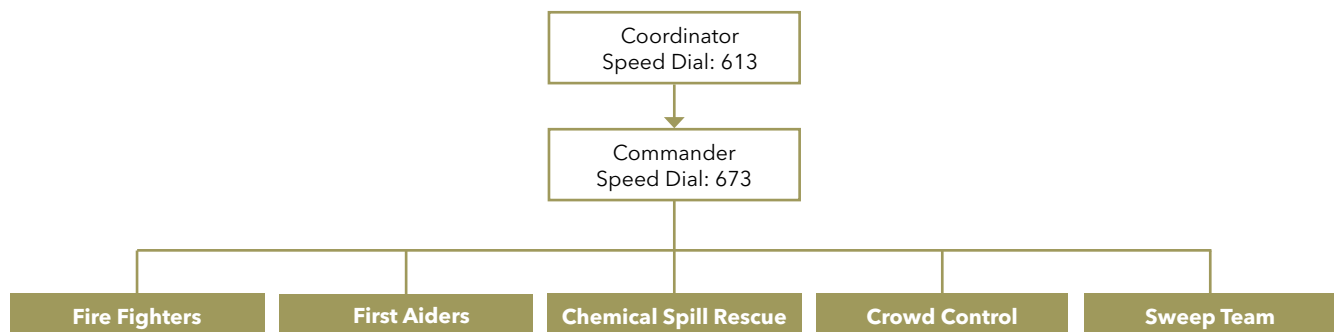 Coordinator
Speed Dial: 613
Commander
Speed Dial: 673
Fire Fighters
First Aiders
Chemical Spill Rescue
Crowd Control
Sweep Team